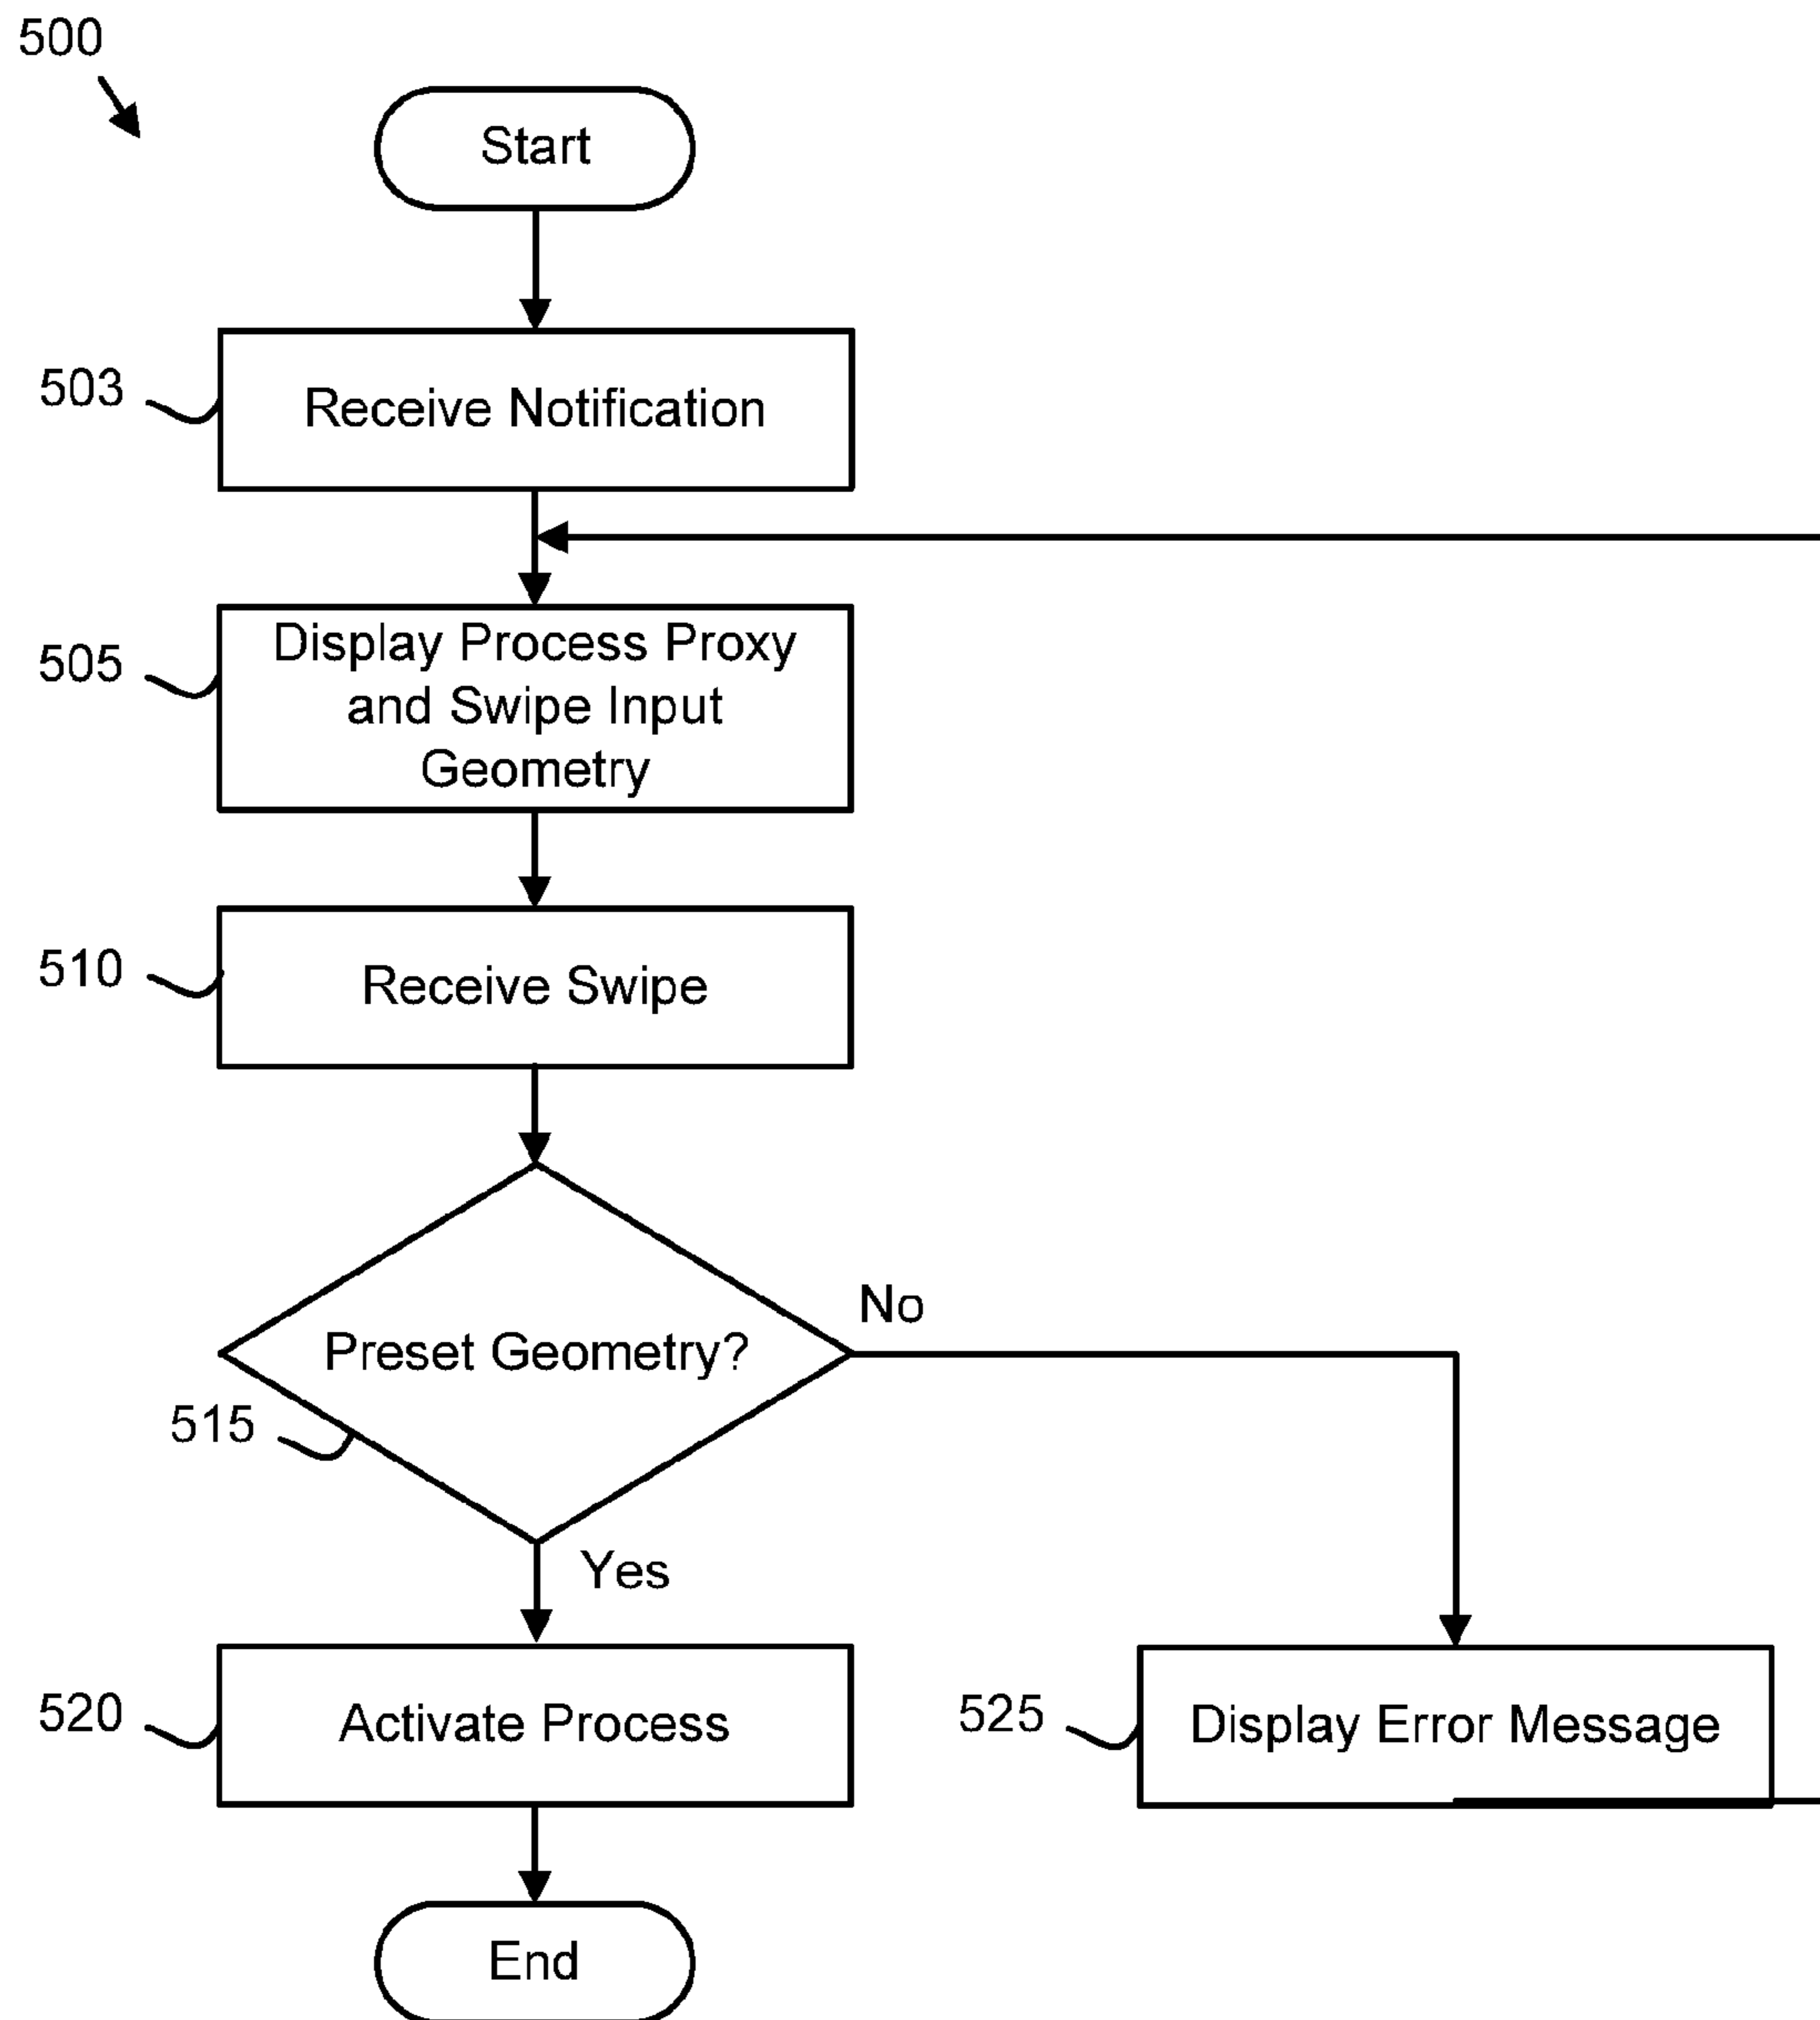 500
Start
503
Receive Notification
505
Display Process Proxy
and Swipe Input
Geometry
510
Receive Swipe
No
Preset Geometry?
515
Yes
520
Activate Process
525
Display Error Message
End